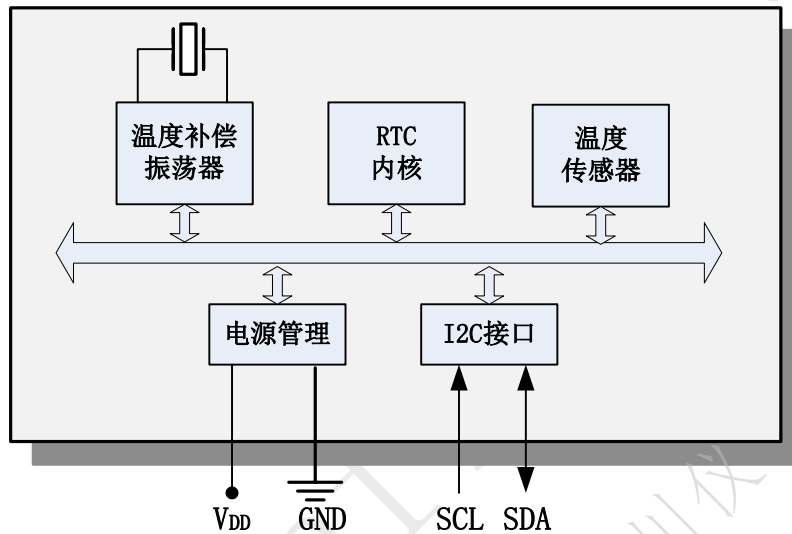 温度补偿
振荡器
RTC
内核
温度
传感器
电源管理
I2C接口
VDD
GND
SCL
SDA